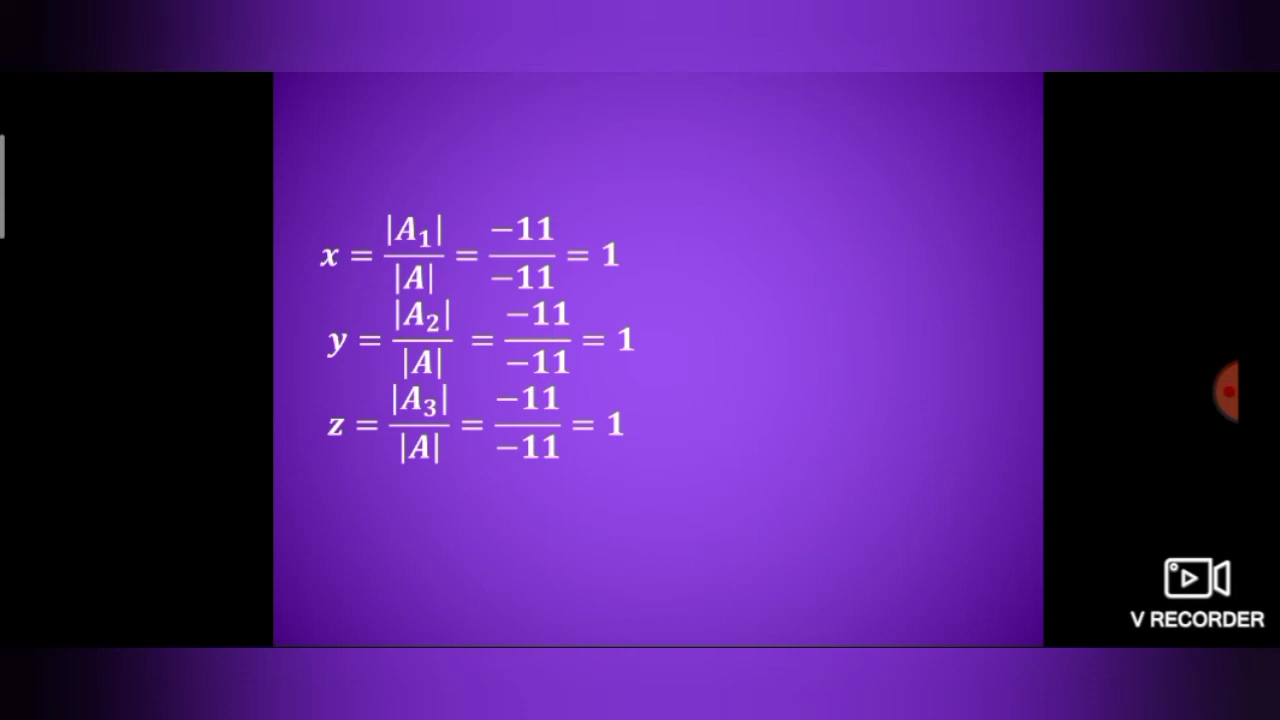 x = |A₁| / |A| = −11 / −11 = 1
y = |A₂| / |A| = −11 / −11 = 1
z = |A₃| / |A| = −11 / −11 = 1
V RECORDER